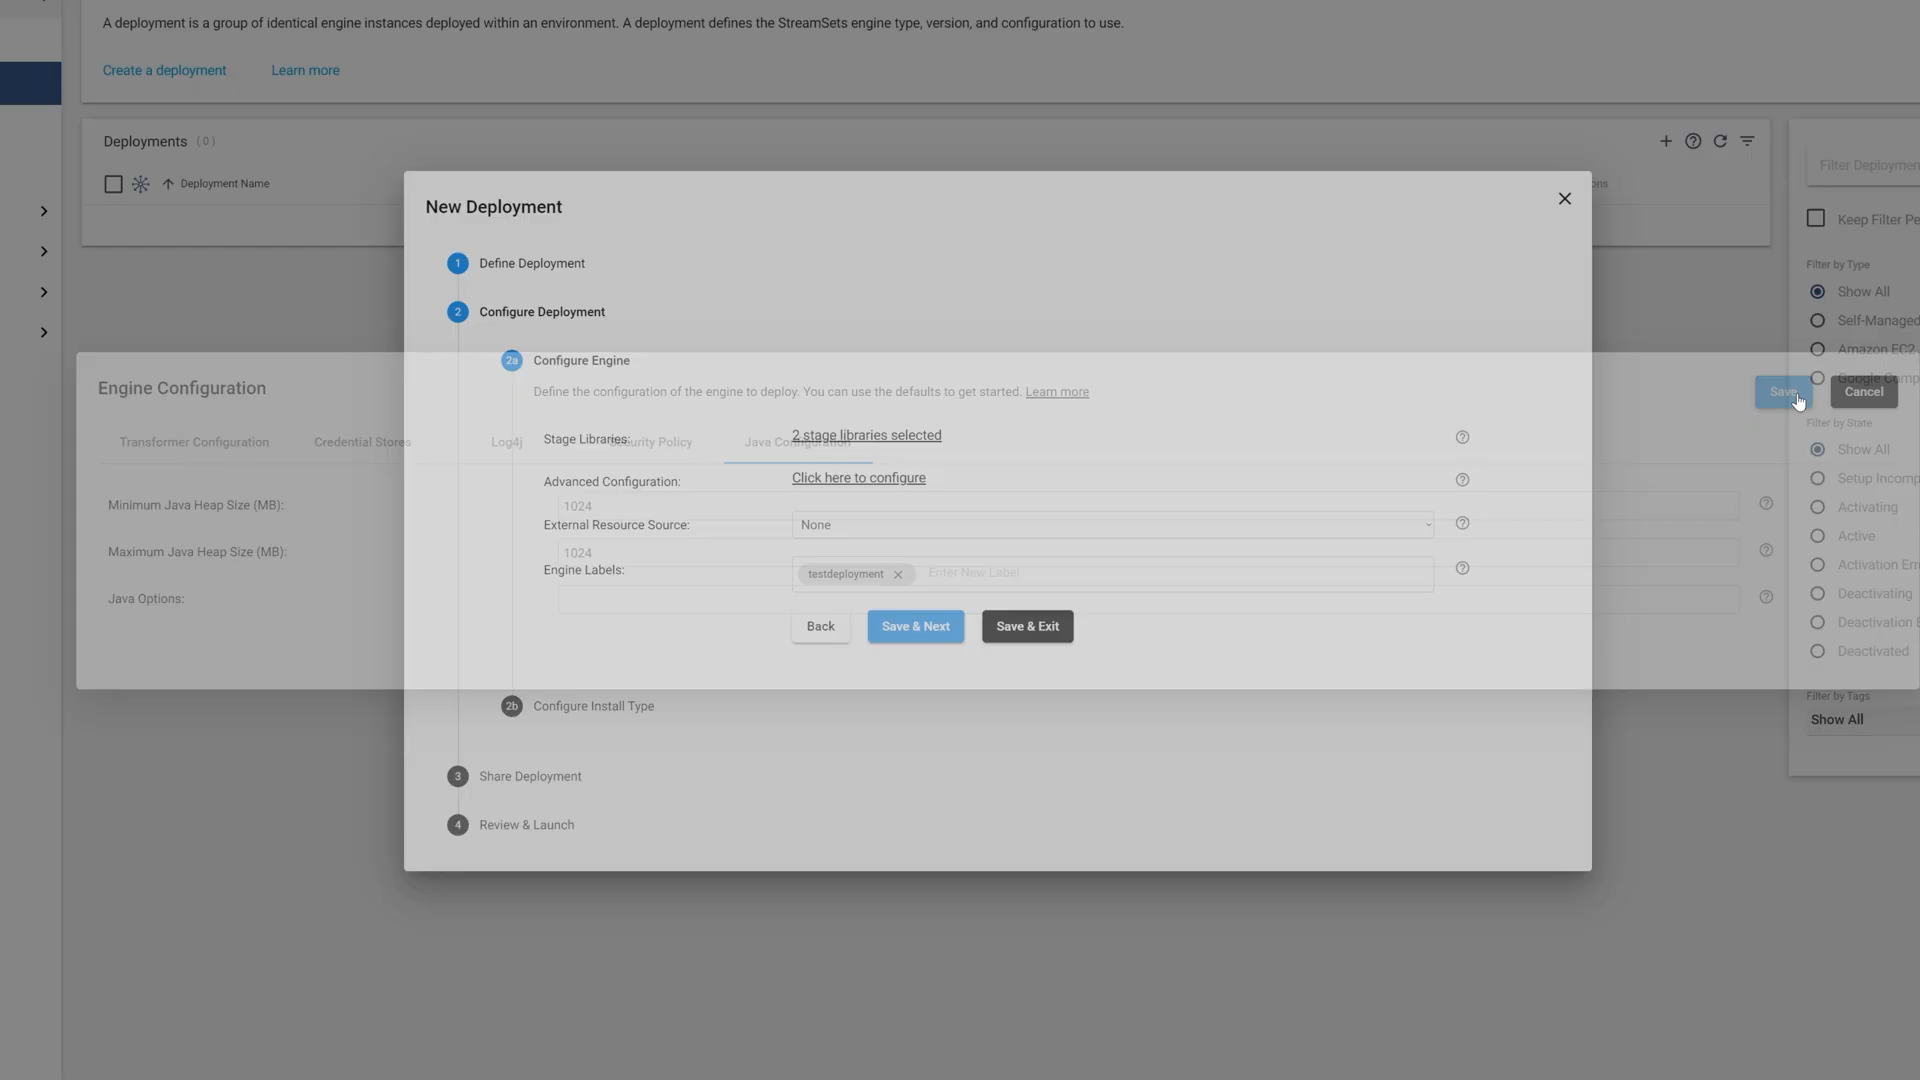 A deployment is a group of identical engine instances deployed within an environment. A deployment defines the StreamSets engine type, version, and configuration to use.
Create a deployment
Learn more
Deployments (0)
Deployment Name
Filter
Keep Filter
New Deployment
1 Define Deployment
2 Configure Deployment
2a Configure Engine
Define the configuration of the engine to deploy. You can use the defaults to get started. Learn more
Stage Libraries: 2 stage libraries selected
Advanced Configuration: Click here to configure
External Resource Source: None
Engine Labels: testdeployment Enter New Label
Back
Save & Next
Save & Exit
2b Configure Install Type
3 Share Deployment
4 Review & Launch
Engine Configuration
Save
Cancel
Transformer Configuration
Credential Stores
Log4j
Security Policy
Java Configuration
Minimum Java Heap Size (MB): 1024
Maximum Java Heap Size (MB): 1024
Java Options:
Filter by Type
Show All
Self-Managed
Amazon EC2
Google
Filter by State
Show All
Setup
Activating
Active
Activation
Deactivating
Deactivation
Deactivated
Filter by Tags
Show All